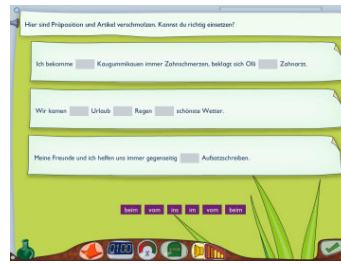 Hier sind Präposition und Artikel verschmolzen. Kannst du richtig einsetzen?
Ich bekomme Kaugummikauen immer Zahnschmerzen, beklagt sich Olli Zahnarzt.
Wir kamen Urlaub Regen schönste Wetter.
Meine Freunde und ich helfen uns immer gegenseitig Aufsatzschreiben.
beim vom ins im vom beim
0100